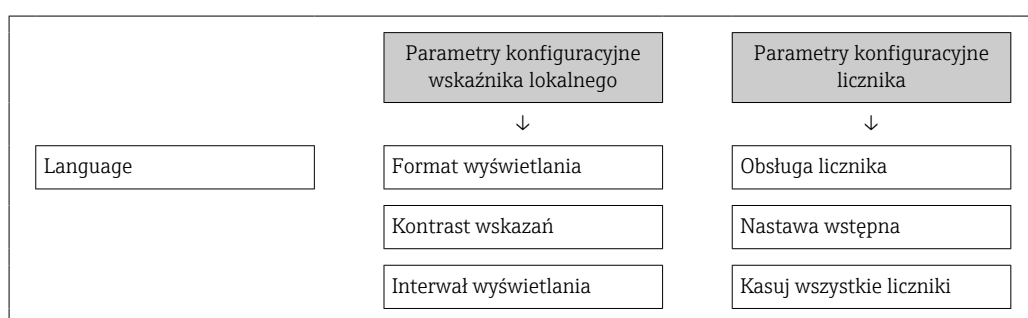 Parametry konfiguracyjne
wskaźnika lokalnego
Parametry konfiguracyjne
licznika
↓
↓
Language
Format wyświetlania
Obsługa licznika
Kontrast wskazań
Nastawa wstępna
Interwał wyświetlania
Kasuj wszystkie liczniki